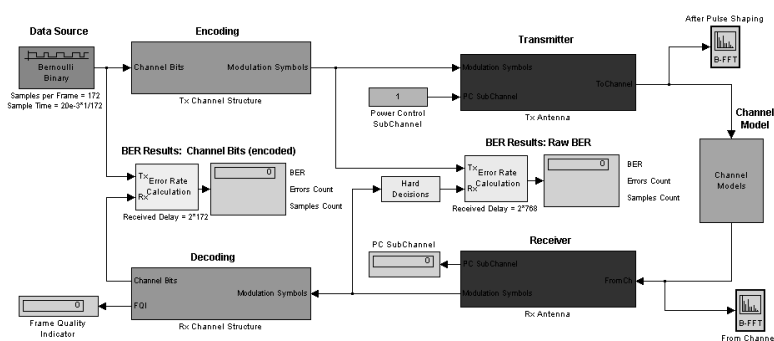 After Pulse Shaping
B-FFT
Data Source
Bernoulli
Binary
Samples per Frame = 172
Sample Time = 20e-3*1/172
Encoding
Channel Bits
Modulation Symbols
Tx Channel Structure
Transmitter
Modulation Symbols
PC SubChannel
ToChannel
Tx Antenna
1
Power Control
SubChannel
Channel
Model
Channel
Models
BER Results: Channel Bits (encoded)
Tx
Rx
Error Rate
Calculation
Received Delay = 2*172
0
BER
Errors Count
Samples Count
BER Results: Raw BER
Tx
Rx
Error Rate
Calculation
Received Delay = 2*768
0
BER
Errors Count
Samples Count
Hard
Decisions
PC SubChannel
0
Receiver
PC SubChannel
Modulation Symbols
FromCh
Rx Antenna
Decoding
Channel Bits
FQI
Modulation Symbols
Rx Channel Structure
0
Frame Quality
Indicator
B-FFT
From Channe